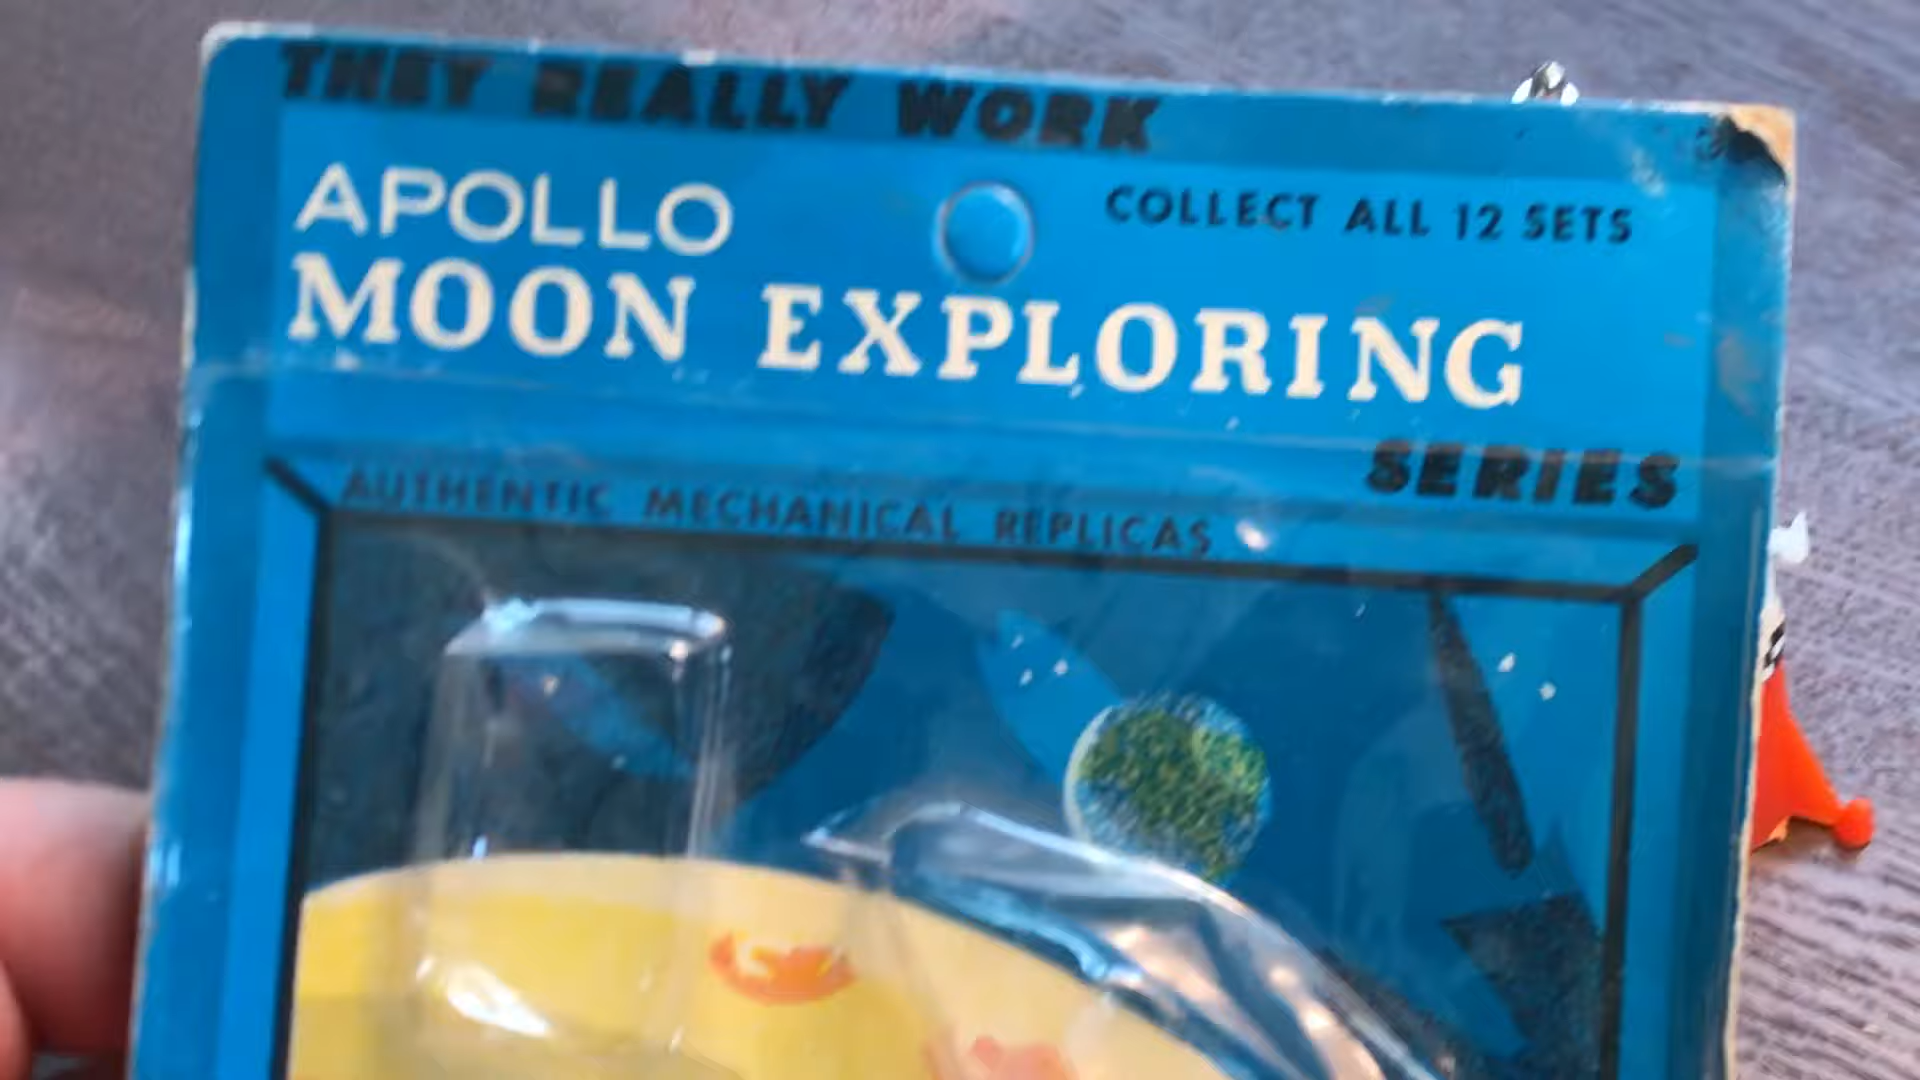 THEY REALLY WORK
APOLLO
COLLECT ALL 12 SETS
MOON EXPLORING
SERIES
AUTHENTIC MECHANICAL REPLICAS